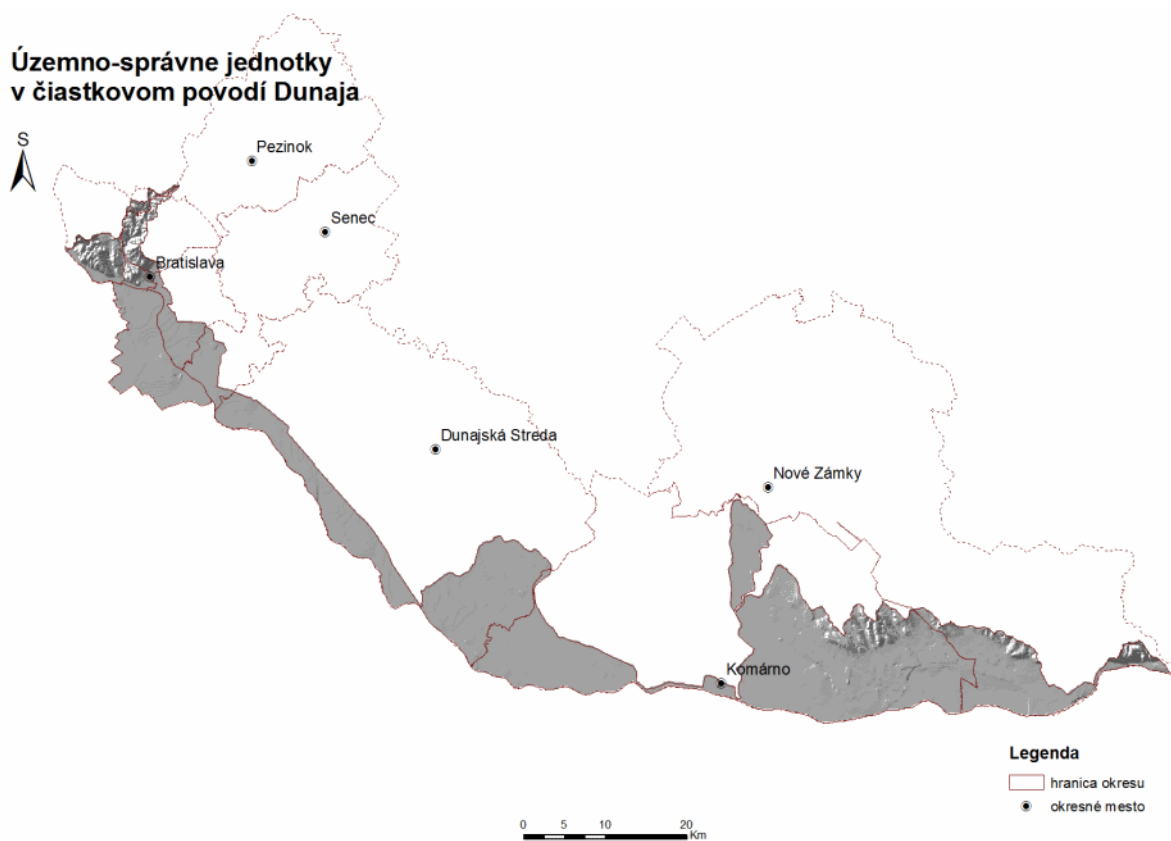 Územno-správne jednotky
v čiastkovom povodí Dunaja
S
Pezinok
Senec
Bratislava
Dunajská Streda
Nové Zámky
Komárno
Legenda
hranica okresu
okresné mesto
0 5 10 20
Km